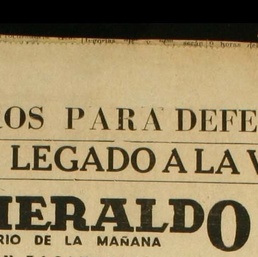 OS PARA DEFE
LEGADO A LA V
HERALDO
RIO DE LA MAÑANA